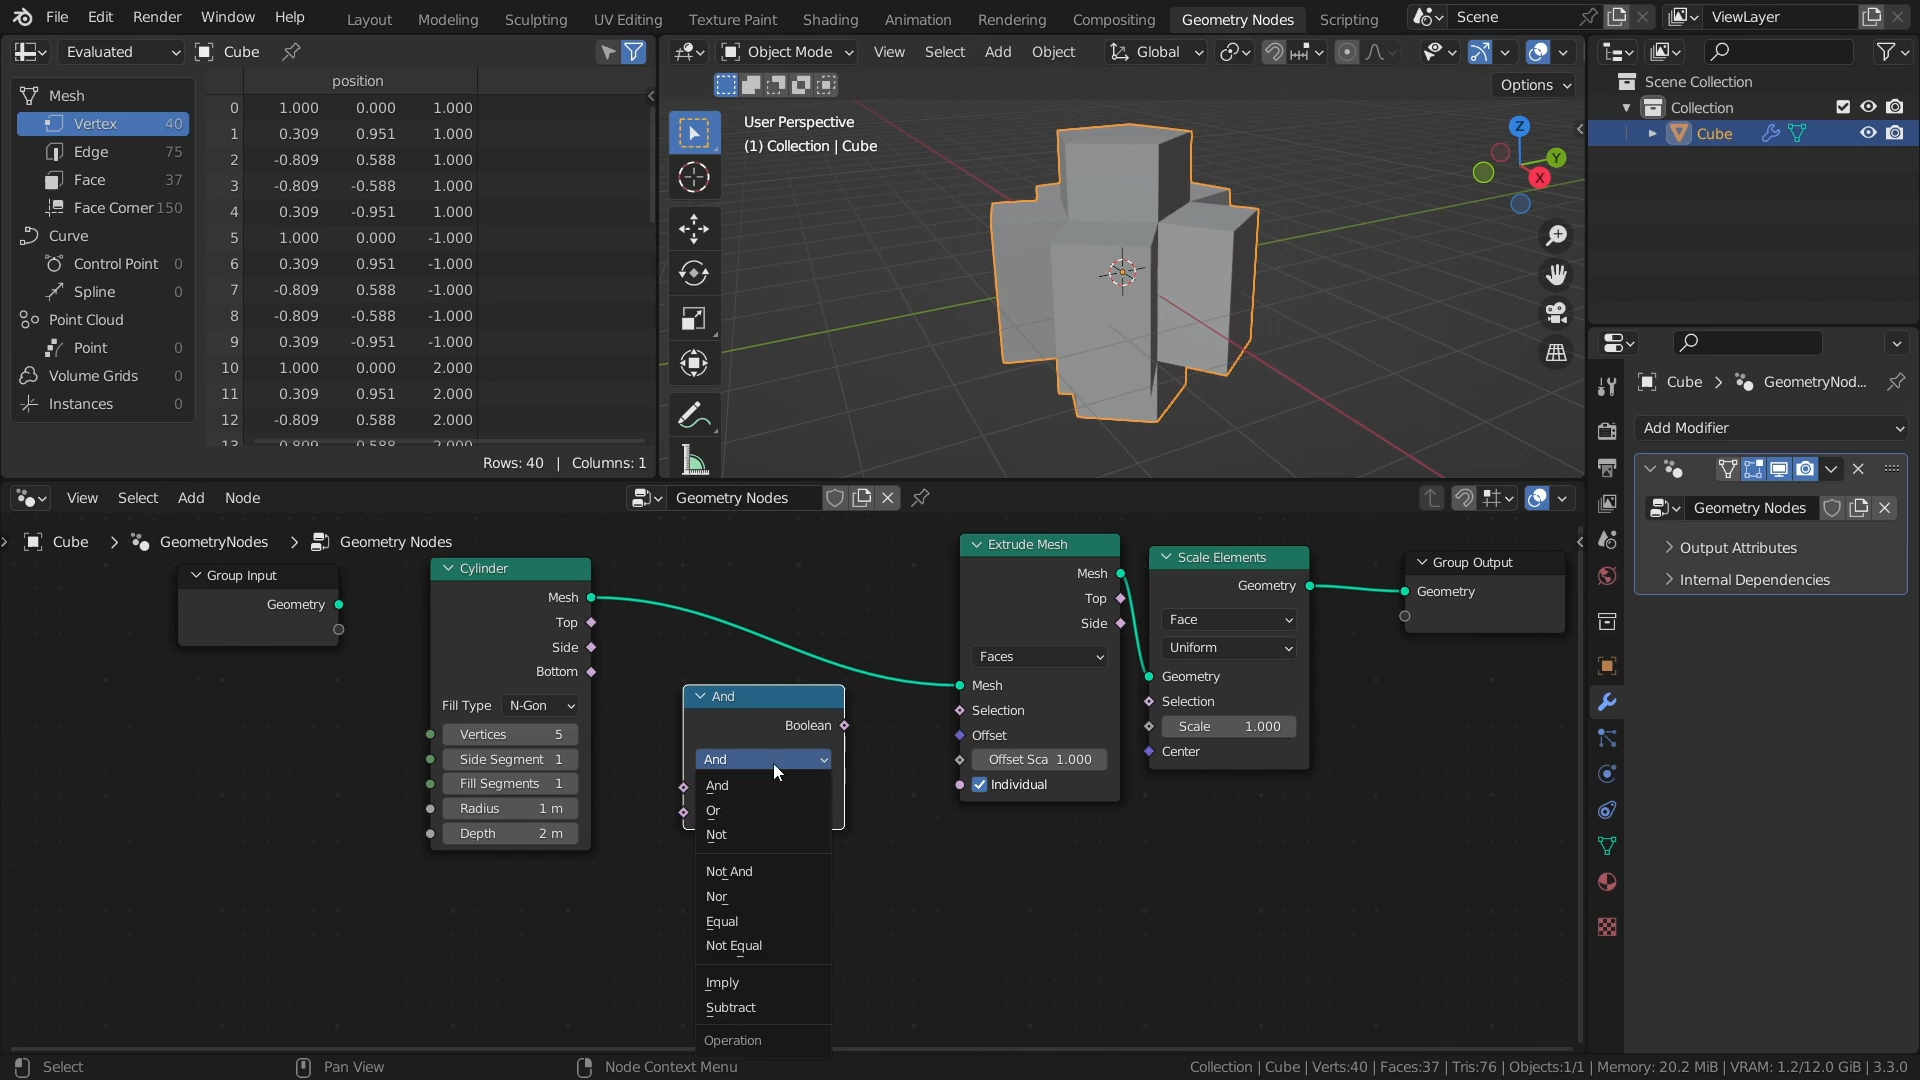 File Edit Render Window Help Layout Modeling Sculpting UV Editing Texture Paint Shading Animation Rendering Compositing Geometry Nodes Scripting Scene ViewLayer
Evaluated Cube
Object Mode View Select Add Object Global
Options
position
Mesh
Vertex 40
Edge 75
Face 37
Face Corner 150
Curve
Control Point 0
Spline 0
Point Cloud
Point 0
Volume Grids 0
Instances 0
0 1.000 0.000 1.000
1 0.309 0.951 1.000
2 -0.809 0.588 1.000
3 -0.809 -0.588 1.000
4 0.309 -0.951 1.000
5 1.000 0.000 -1.000
6 0.309 0.951 -1.000
7 -0.809 0.588 -1.000
8 -0.809 -0.588 -1.000
9 0.309 -0.951 -1.000
10 1.000 0.000 2.000
11 0.309 0.951 2.000
12 -0.809 0.588 2.000
Rows: 40 | Columns: 1
User Perspective
(1) Collection | Cube
Z
Y
X
Scene Collection
Collection
Cube
Cube GeometryNod...
Add Modifier
Geometry Nodes
Output Attributes
Internal Dependencies
View Select Add Node Geometry Nodes
Cube GeometryNodes Geometry Nodes
Group Input
Geometry
Cylinder
Mesh
Top
Side
Bottom
Fill Type N-Gon
Vertices 5
Side Segment 1
Fill Segments 1
Radius 1 m
Depth 2 m
And
Boolean
And
And
Or
Not
Not And
Nor
Equal
Not Equal
Imply
Subtract
Operation
Extrude Mesh
Mesh
Top
Side
Faces
Mesh
Selection
Offset
Offset Sca 1.000
Individual
Scale Elements
Geometry
Face
Uniform
Geometry
Selection
Scale 1.000
Center
Group Output
Geometry
Select Pan View Node Context Menu
Collection | Cube | Verts:40 | Faces:37 | Tris:76 | Objects:1/1 | Memory: 20.2 MiB | VRAM: 1.2/12.0 GiB | 3.3.0